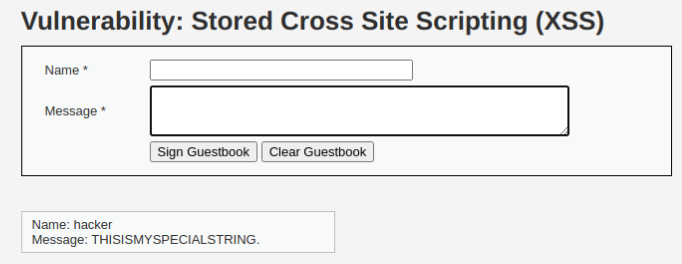 Vulnerability: Stored Cross Site Scripting (XSS)
Name *
Message *
Sign Guestbook Clear Guestbook
Name: hacker
Message: THISISMYSPECIALSTRING.